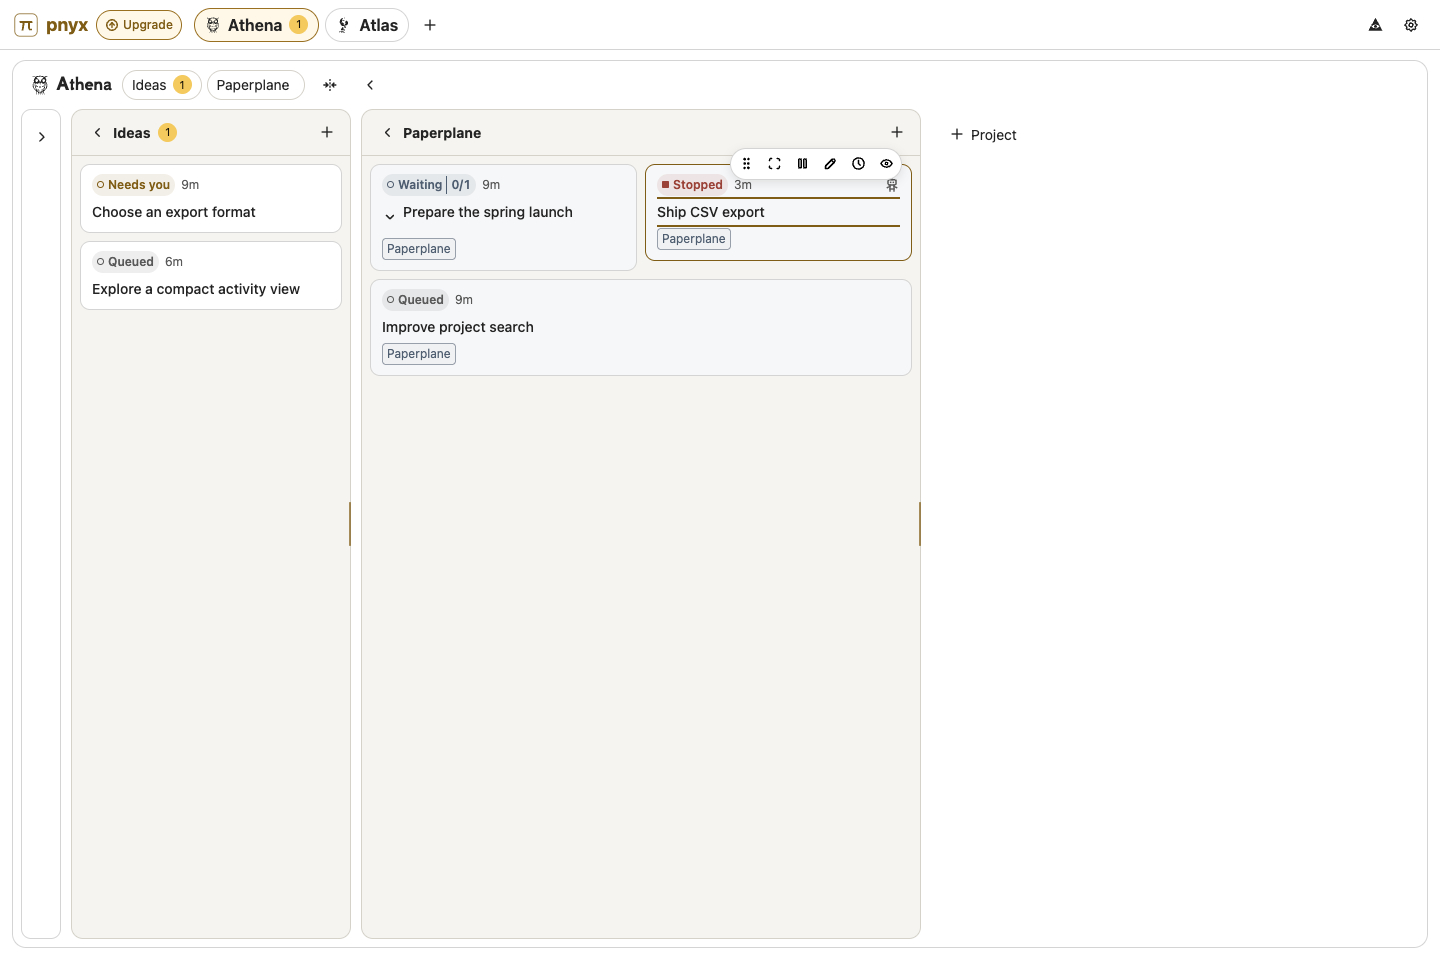 π pnyx Upgrade Athena 1 Atlas
Athena Ideas 1 Paperplane
Ideas 1
Needs you 9m
Choose an export format
Queued 6m
Explore a compact activity view
Paperplane
Waiting 0/1 9m
Prepare the spring launch
Paperplane
Stopped 3m
Ship CSV export
Paperplane
Queued 9m
Improve project search
Paperplane
Project